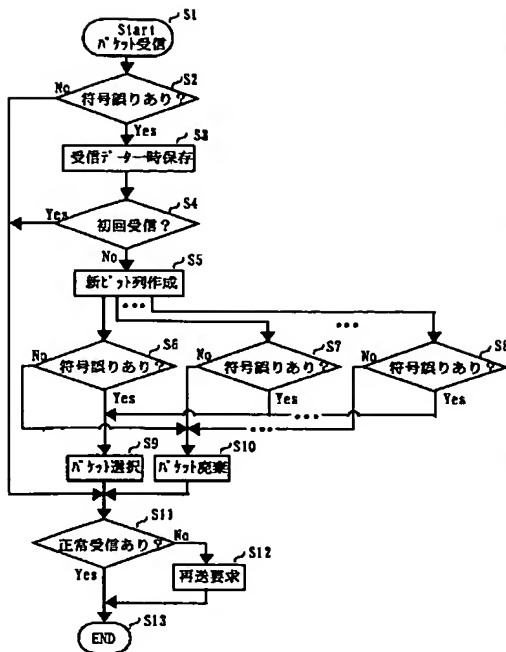 S1
Start
パケット受信
S2
No
符号誤りあり?
Yes
S3
受信データ一時保存
S4
Yes
初回受信?
No
S5
新ビット列作成
...
...
S6
No
符号誤りあり?
Yes
S7
No
符号誤りあり?
Yes
S8
No
符号誤りあり?
Yes
...
...
S9
パケット選択
S10
パケット廃棄
S11
正常受信あり?
No
Yes
S12
再送要求
END
S13